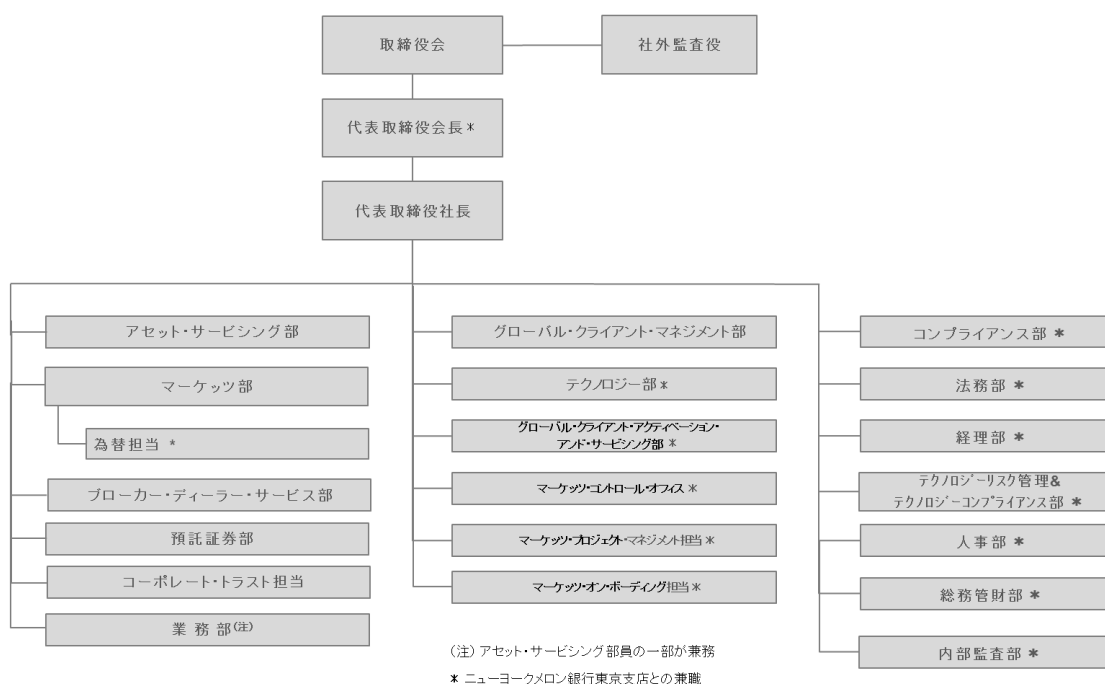 取締役会
社外監査役
代表取締役会長*
代表取締役社長
アセット・サービシング部
マーケッツ部
為替担当 *
ブローカー・ディーラー・サービス部
預託証券部
コーポレート・トラスト担当
業務部(注)
グローバル・クライアント・マネジメント部
テクノロジー部*
グローバル・クライアント・アクティベーション・
アンド・サービシング部 *
マーケッツ・コントロール・オフィス *
マーケッツ・プロジェクト・マネジメント担当 *
マーケッツ・オン・ボーディング担当 *
コンプライアンス部 *
法務部 *
経理部 *
テクノロジーリスク管理&
テクノロジーコンプライアンス部 *
人事部 *
総務管財部 *
内部監査部 *
(注) アセット・サービシング部員の一部が兼務
* ニューヨークメロン銀行東京支店との兼職